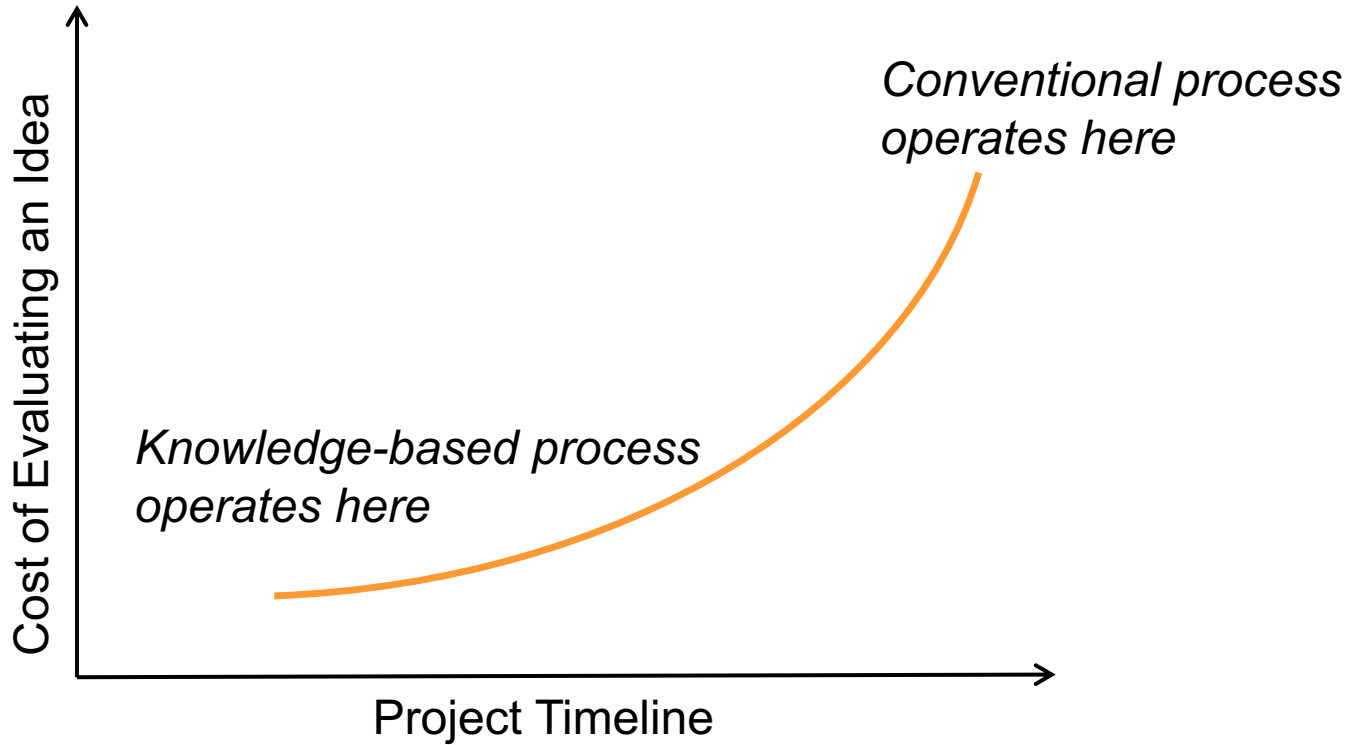 Cost of Evaluating an Idea
Conventional process
operates here
Knowledge-based process
operates here
Project Timeline